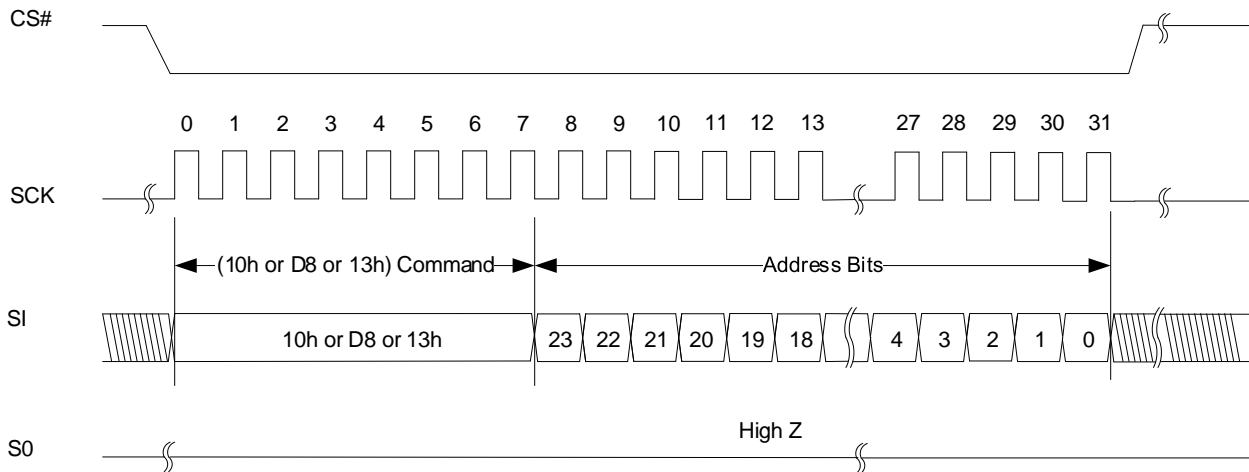 CS#
0 1 2 3 4 5 6 7 8 9 10 11 12 13 27 28 29 30 31
SCK
(10h or D8 or 13h) Command Address Bits
SI 10h or D8 or 13h 23 22 21 20 19 18 4 3 2 1 0
High Z
S0